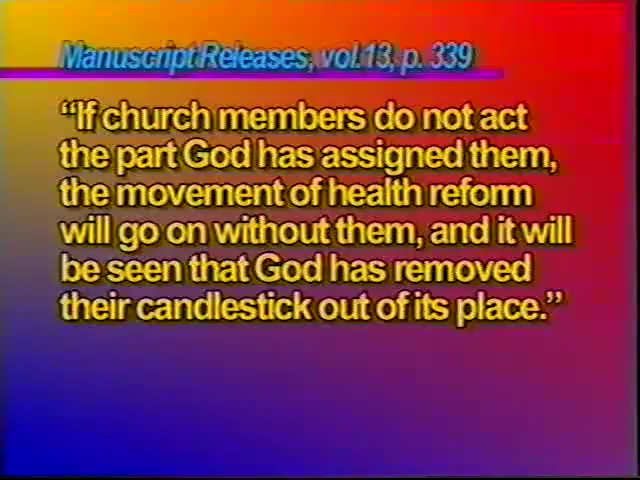 Manuscript Releases, vol.13, p. 339
“If church members do not act
the part God has assigned them,
the movement of health reform
will go on without them, and it will
be seen that God has removed
their candlestick out of its place.”